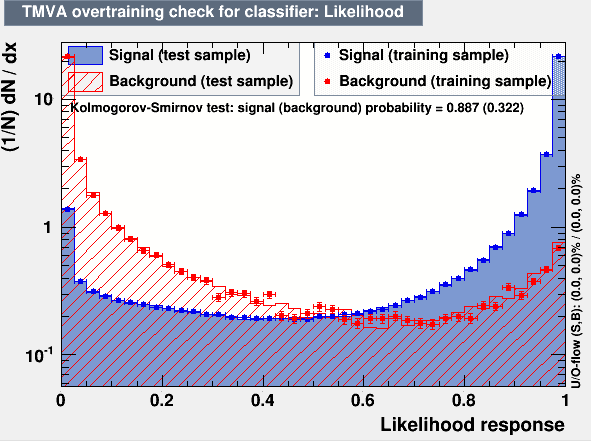 TMVA overtraining check for classifier: Likelihood
(1/N) dN / dx
Signal (test sample)
Background (test sample)
Signal (training sample)
Background (training sample)
Kolmogorov-Smirnov test: signal (background) probability = 0.887 (0.322)
10
1
10⁻¹
U/O-flow (S,B): (0.0, 0.0)% / (0.0, 0.0)%
0 0.2 0.4 0.6 0.8 1
Likelihood response